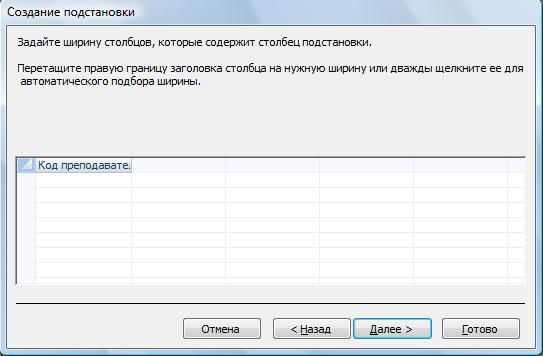 Создание подстановки
Задайте ширину столбцов, которые содержит столбец подстановки.
Перетащите правую границу заголовка столбца на нужную ширину или дважды щелкните ее для
автоматического подбора ширины.
Код преподавате.
Отмена
< Назад
Далее >
Готово